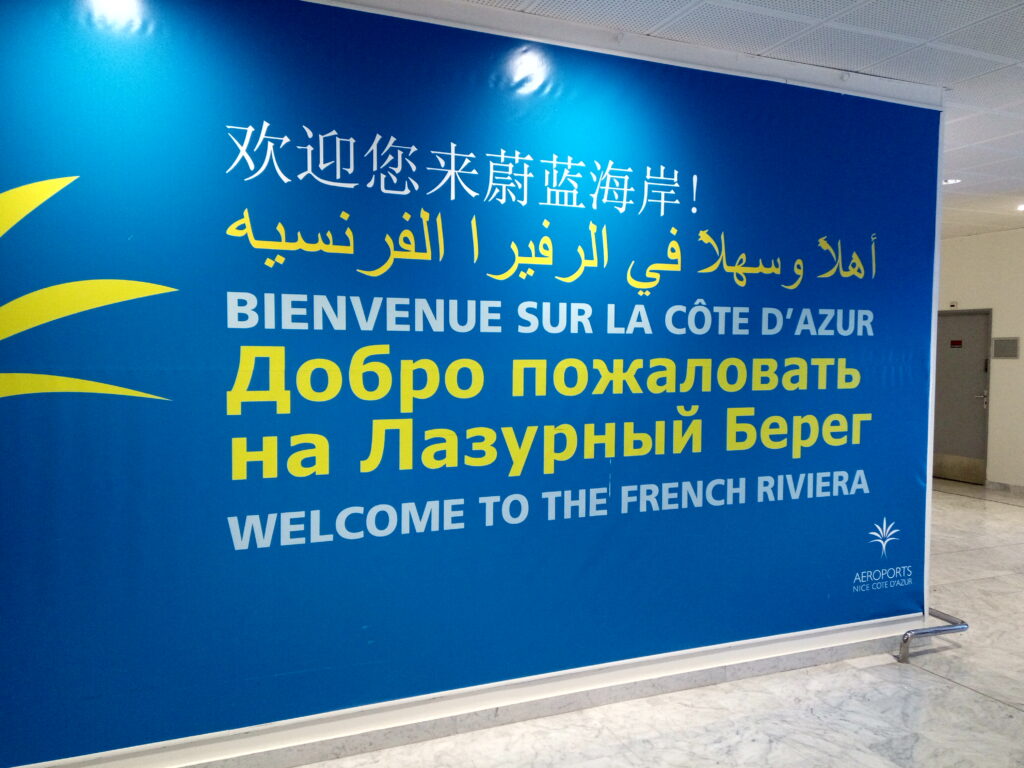 欢迎您来蔚蓝海岸!
أهلاً وسهلاً في الرفيرا الفرنسيه
BIENVENUE SUR LA CÔTE D'AZUR
Добро пожаловать
на Лазурный Берег
WELCOME TO THE FRENCH RIVIERA
AEROPORTS
NICE COTE D'AZUR